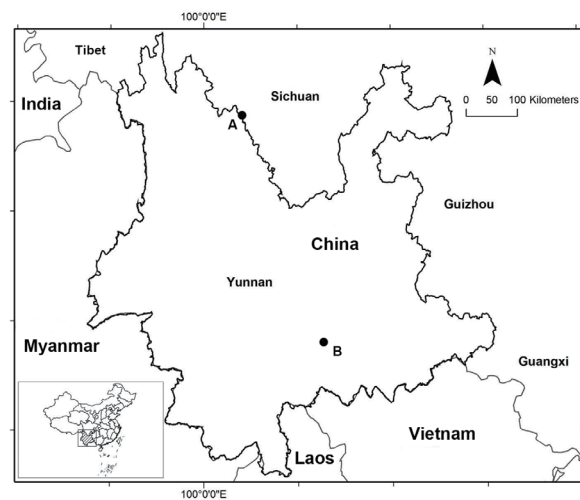 100°0'0"E
Tibet
N
India
Sichuan
0 50 100 Kilometers
A
Guizhou
China
Yunnan
Myanmar
B
Guangxi
Vietnam
Laos
100°0'0"E